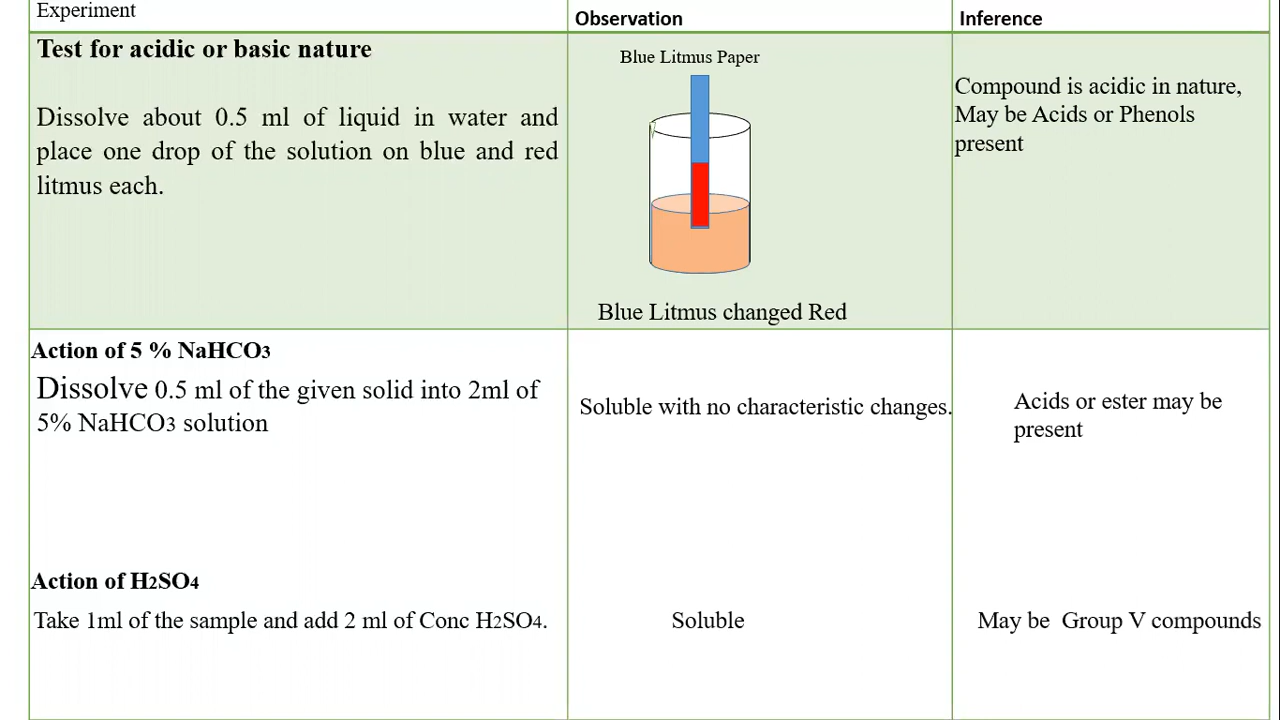 Experiment
Observation
Inference
Test for acidic or basic nature
Dissolve about 0.5 ml of liquid in water and
place one drop of the solution on blue and red
litmus each.
Blue Litmus Paper
Blue Litmus changed Red
Compound is acidic in nature,
May be Acids or Phenols
present
Action of 5 % NaHCO3
Dissolve 0.5 ml of the given solid into 2ml of
5% NaHCO3 solution
Soluble with no characteristic changes.
Acids or ester may be
present
Action of H2SO4
Take 1ml of the sample and add 2 ml of Conc H2SO4.
Soluble
May be Group V compounds